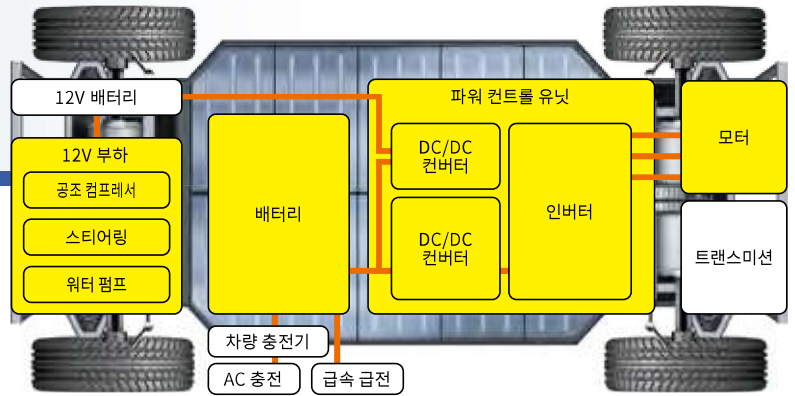 12V 배터리
12V 부하
공조 컴프레서
스티어링
워터 펌프
배터리
차량 충전기
AC 충전
급속 급전
파워 컨트롤 유닛
DC/DC
컨버터
DC/DC
컨버터
인버터
모터
트랜스미션